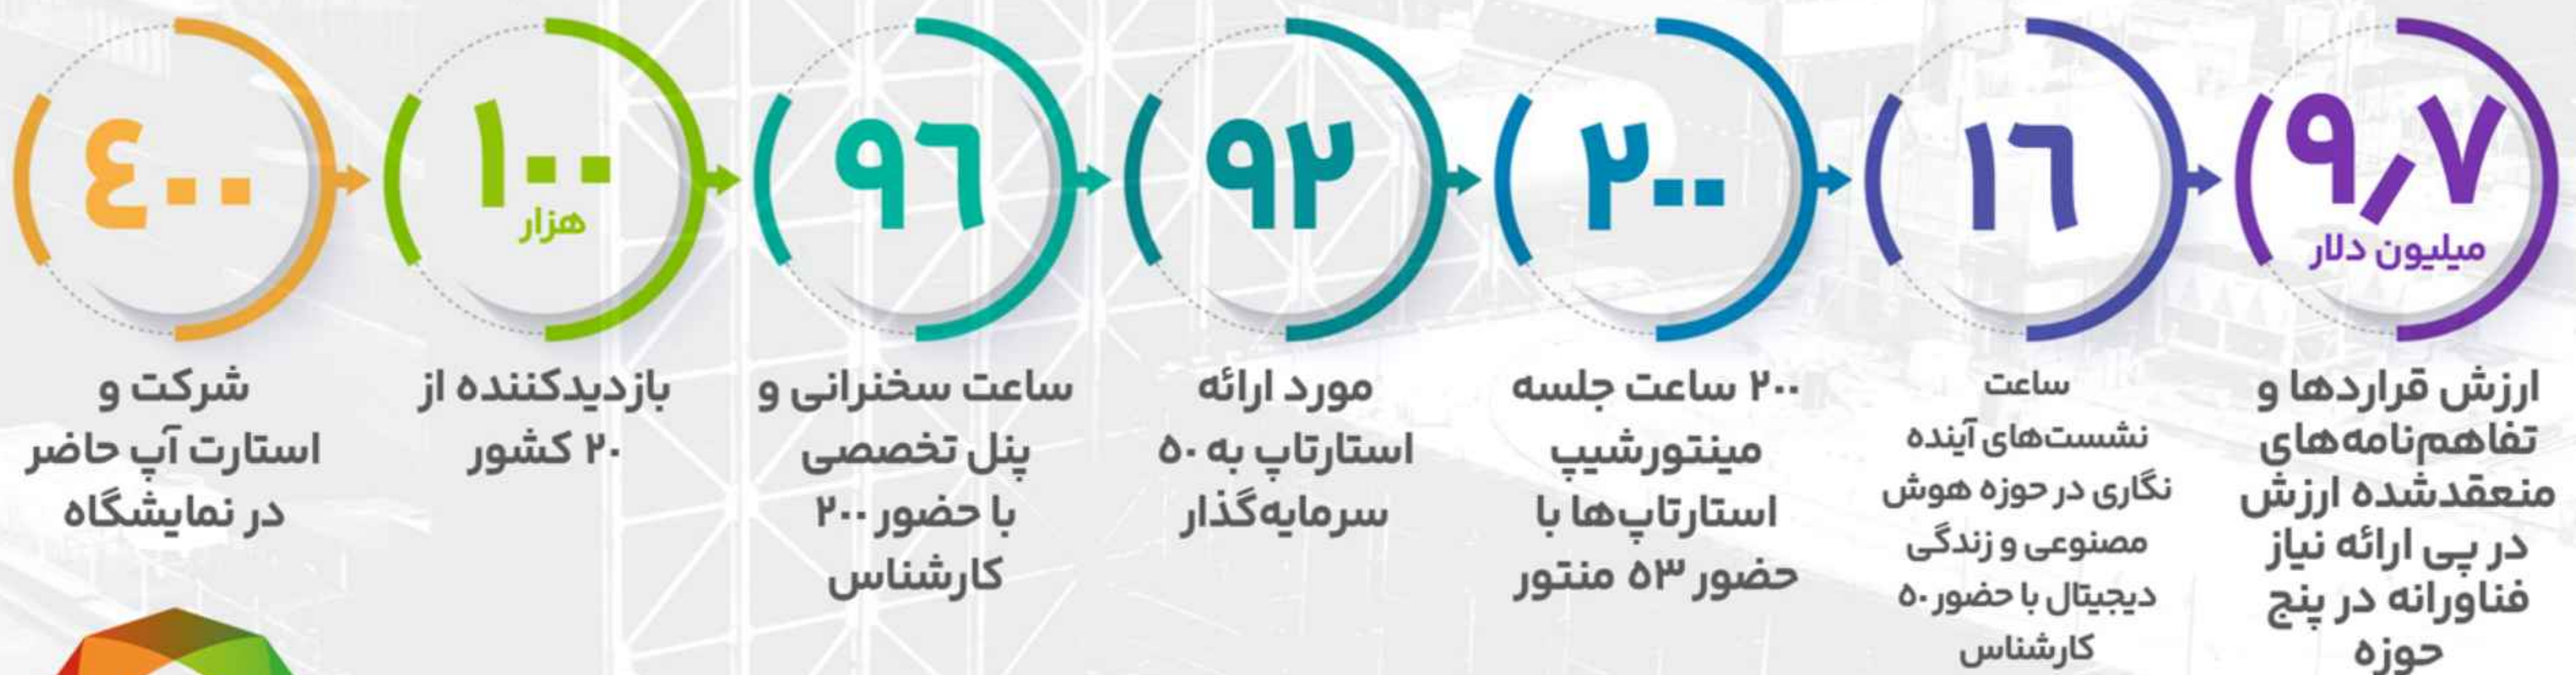 ۹٫۷
میلیون دلار
ارزش قراردها و
تفاهم‌نامه‌های
منعقدشده ارزش
در پی ارائه نیاز
فناورانه در پنج
حوزه
۱۶
ساعت
نشست‌های آینده
نگاری در حوزه هوش
مصنوعی و زندگی
دیجیتال با حضور ۵۰
کارشناس
۲۰۰
۲۰۰ ساعت جلسه
مینتورشیپ
استارتاپ‌ها با
حضور ۵۳ منتور
۹۲
مورد ارائه
استارتاپ به ۵۰
سرمایه‌گذار
۹۶
ساعت سخنرانی و
پنل تخصصی
با حضور ۲۰۰
کارشناس
۱۰۰
هزار
بازدیدکننده از
۲۰ کشور
۴۰۰
شرکت و
استارت آپ حاضر
در نمایشگاه